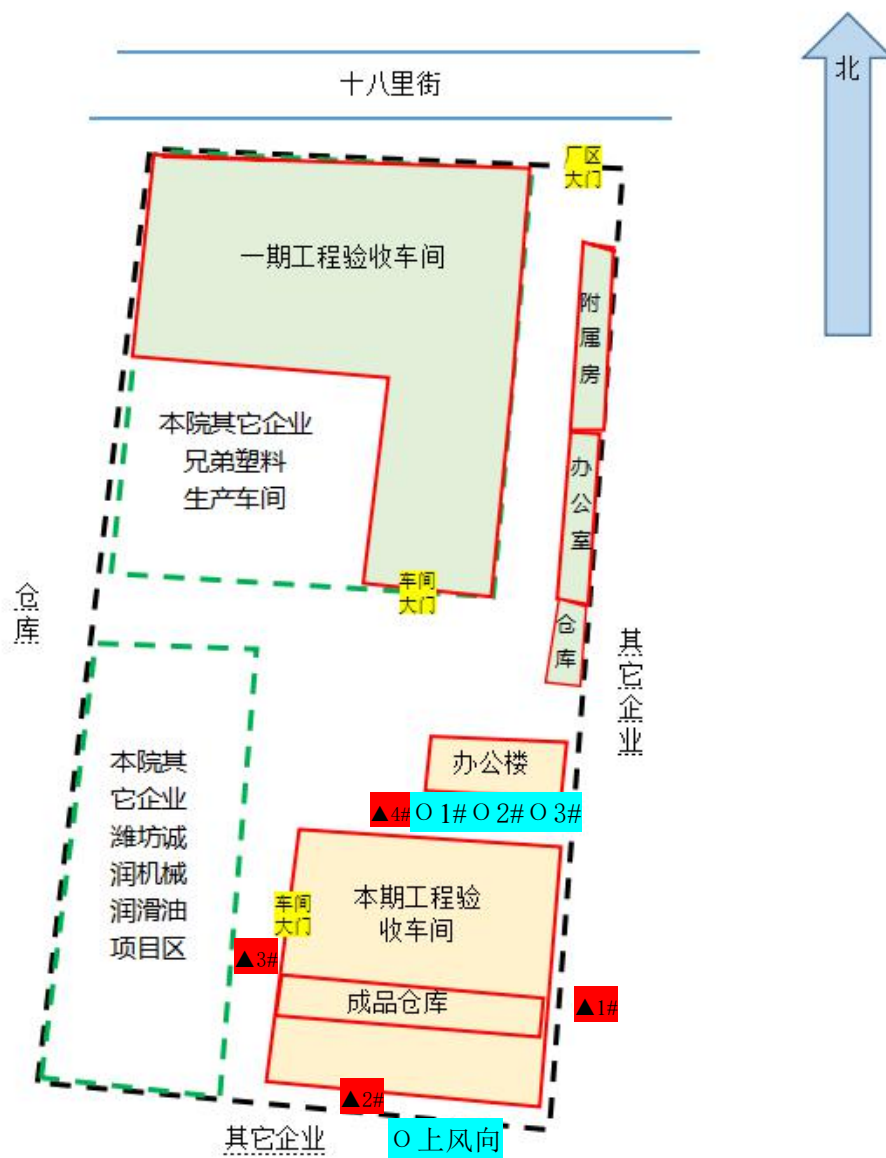 十八里街
北
厂区
大门
一期工程验收车间
附
属
房
本院其它企业
兄弟塑料
生产车间
办
公
室
车间
大门
仓
库
仓
库
其
它
企
业
办公楼
本院其
它企业
潍坊诚
润机械
润滑油
项目区
▲4# O 1# O 2# O 3#
车间
大门
本期工程验
收车间
▲3#
成品仓库
▲1#
▲2#
其它企业
O 上风向